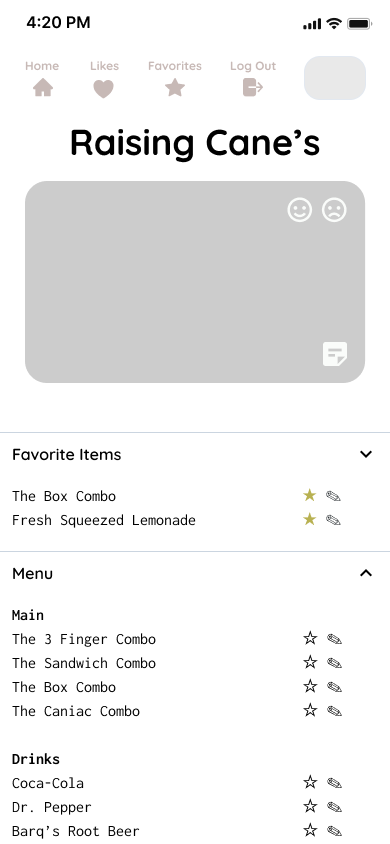 4:20 PM
Home Likes Favorites Log Out
Raising Cane’s
Favorite Items
The Box Combo
Fresh Squeezed Lemonade
Menu
Main
The 3 Finger Combo
The Sandwich Combo
The Box Combo
The Caniac Combo
Drinks
Coca-Cola
Dr. Pepper
Barq’s Root Beer